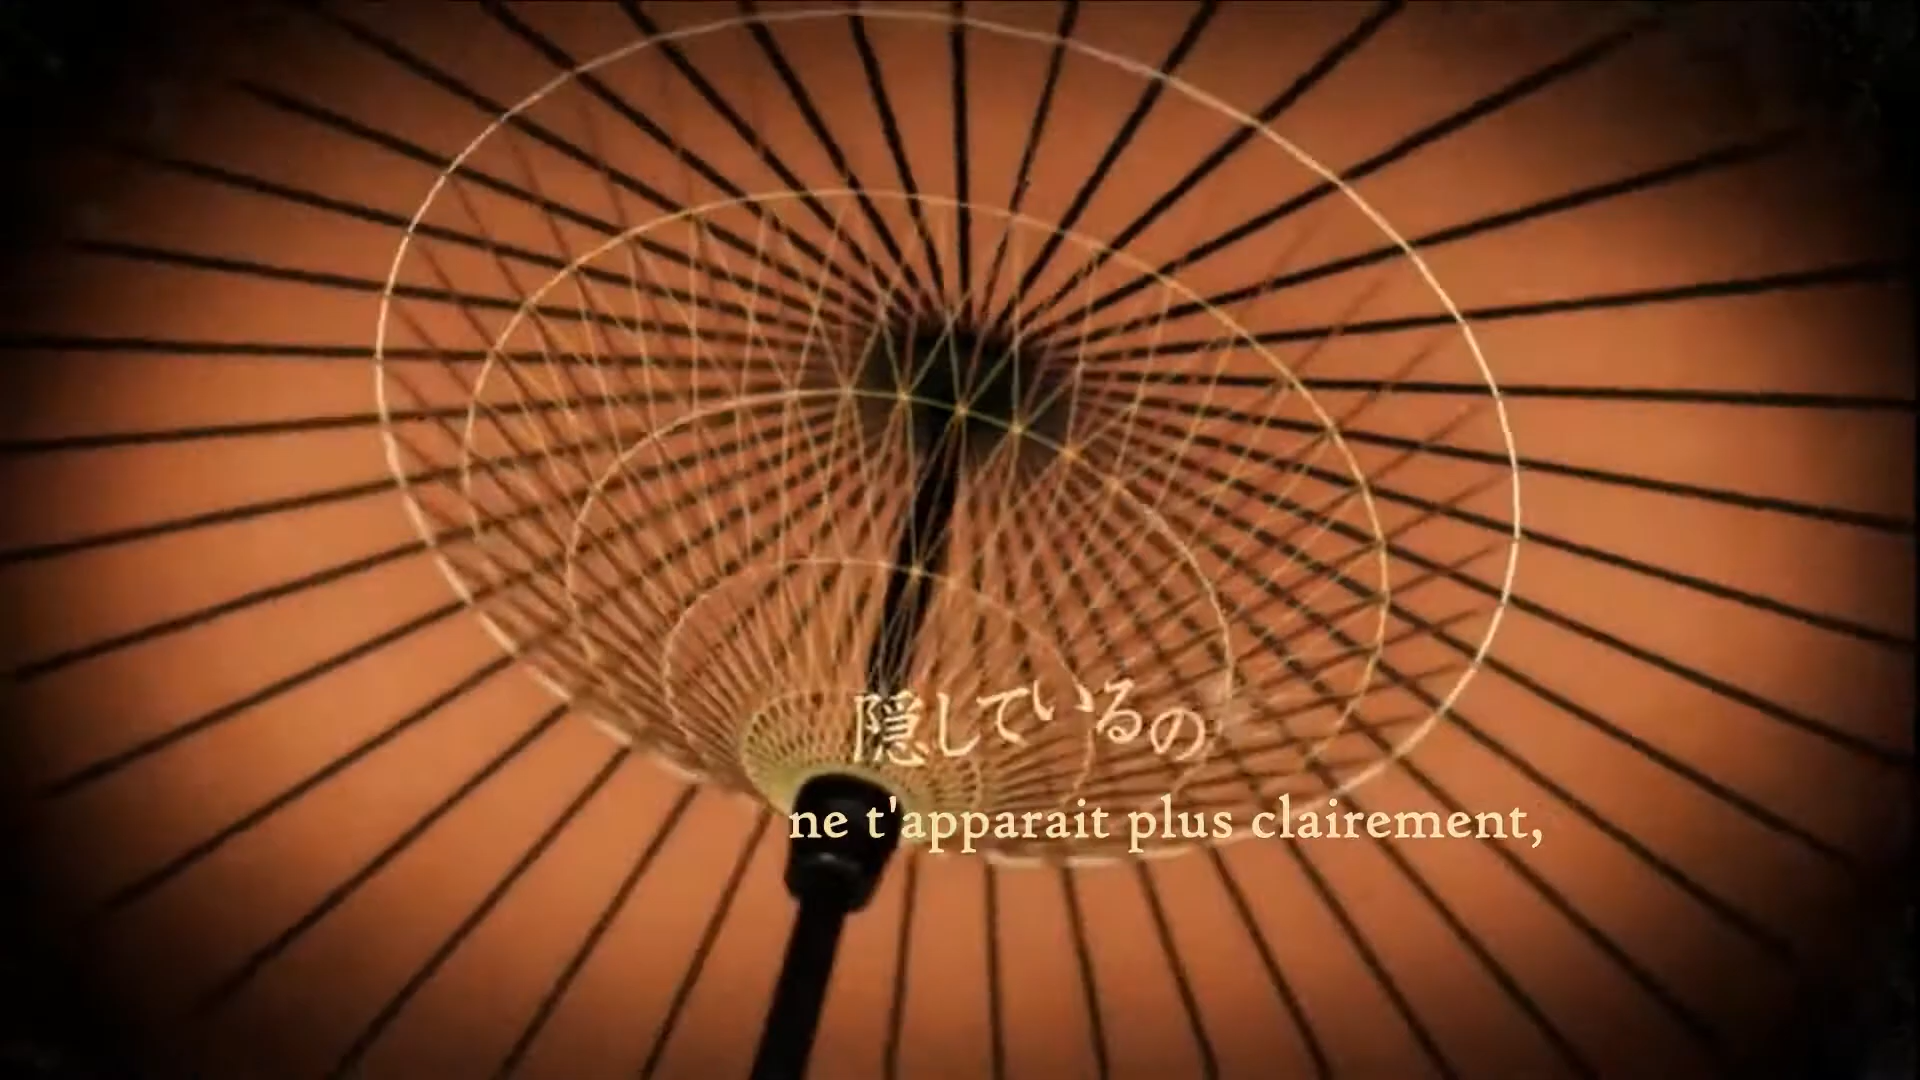 隠しているの
ne t'apparait plus clairement,